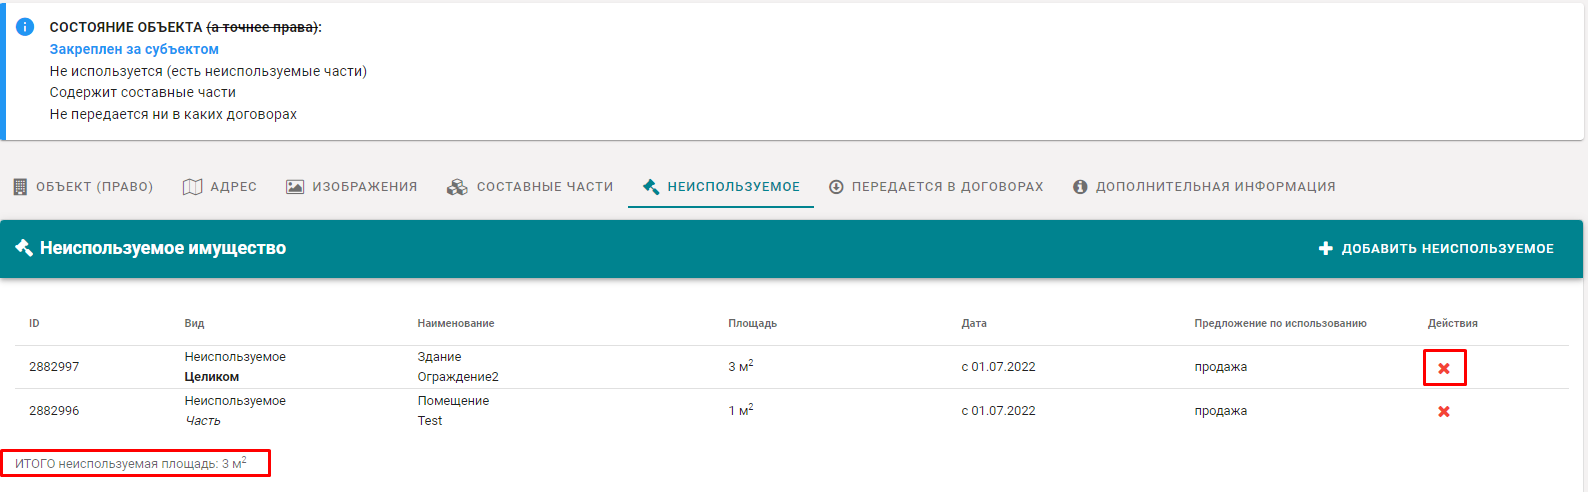 СОСТОЯНИЕ ОБЪЕКТА (а точнее права):
Закреплен за субъектом
Не используется (есть неиспользуемые части)
Содержит составные части
Не передается ни в каких договорах
ОБЪЕКТ (ПРАВО) АДРЕС ИЗОБРАЖЕНИЯ СОСТАВНЫЕ ЧАСТИ НЕИСПОЛЬЗУЕМОЕ ПЕРЕДАЕТСЯ В ДОГОВОРАХ ДОПОЛНИТЕЛЬНАЯ ИНФОРМАЦИЯ
Неиспользуемое имущество ДОБАВИТЬ НЕИСПОЛЬЗУЕМОЕ
ID Вид Наименование Площадь Дата Предложение по использованию Действия
Неиспользуемое Здание
2882997 3 м² с 01.07.2022 продажа
Целиком Ограждение2
Неиспользуемое Помещение
2882996 1 м² с 01.07.2022 продажа
Часть Test
ИТОГО неиспользуемая площадь: 3 м²